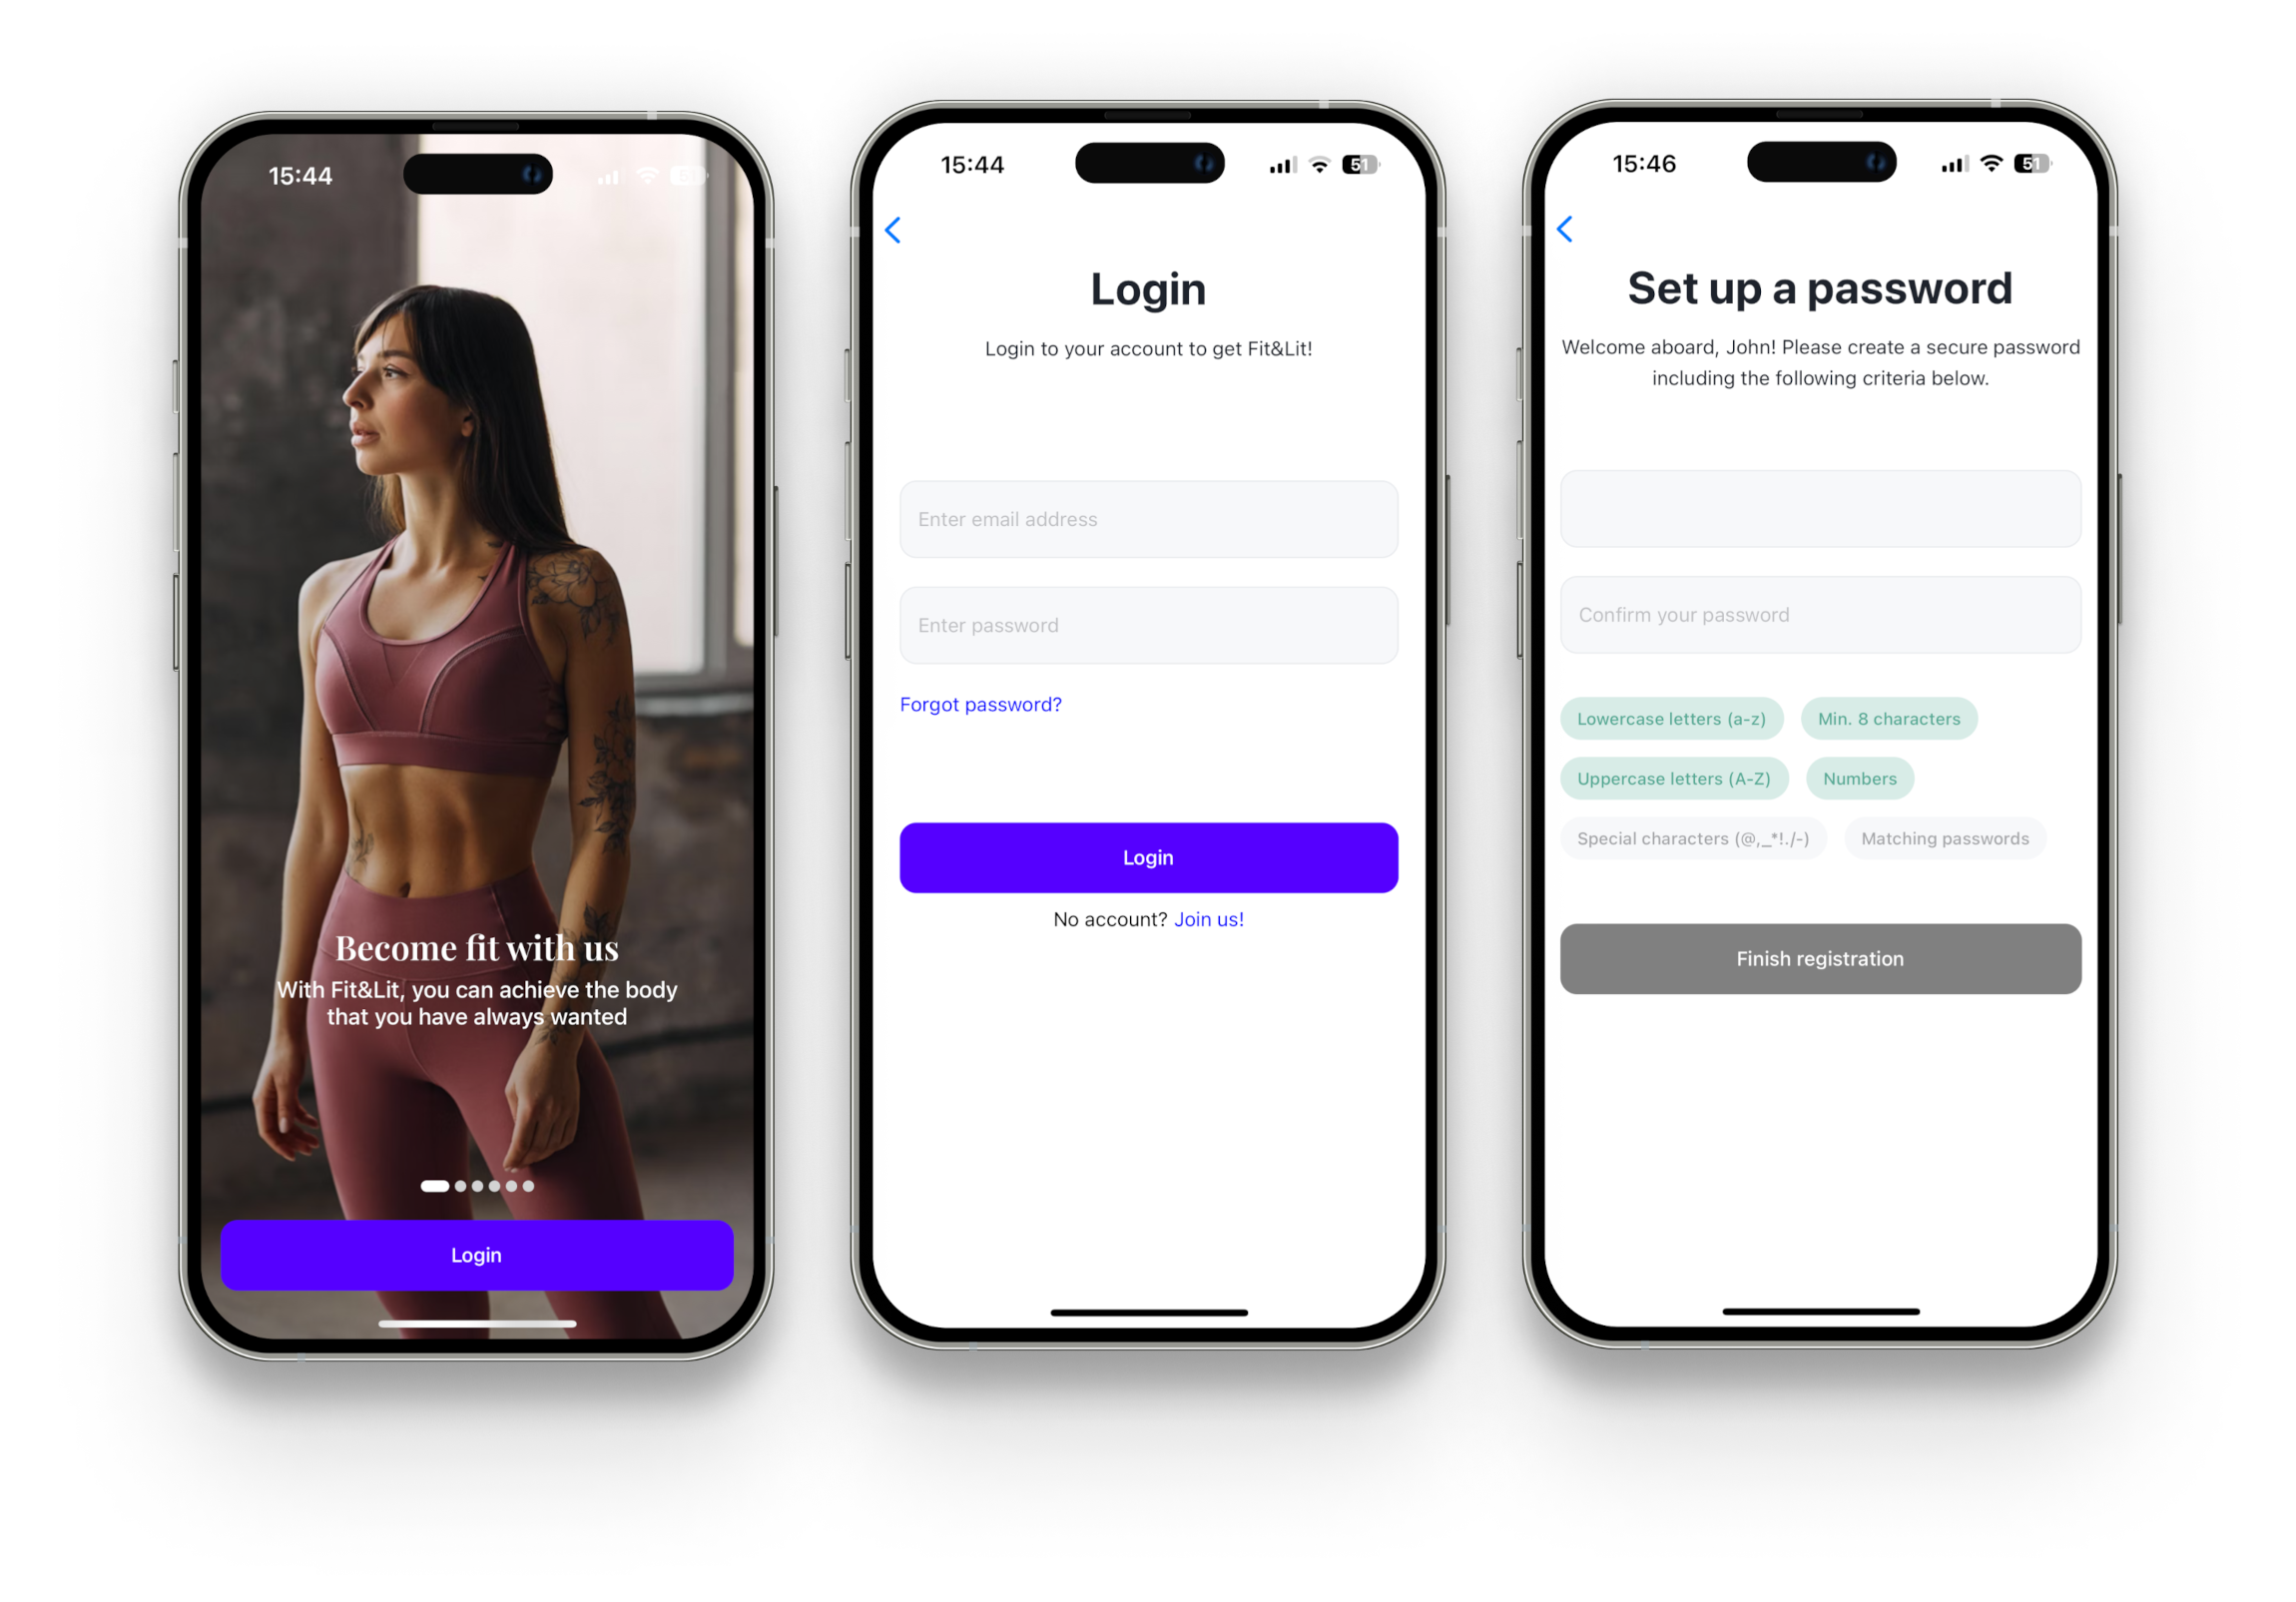 15:44
Become fit with us
With Fit&Lit, you can achieve the body
that you have always wanted
Login
15:44
51
Login
Login to your account to get Fit&Lit!
Enter email address
Enter password
Forgot password?
Login
No account? Join us!
15:46
51
Set up a password
Welcome aboard, John! Please create a secure password
including the following criteria below.
Confirm your password
Lowercase letters (a-z) Min. 8 characters
Uppercase letters (A-Z) Numbers
Special characters (@,_*!./-) Matching passwords
Finish registration